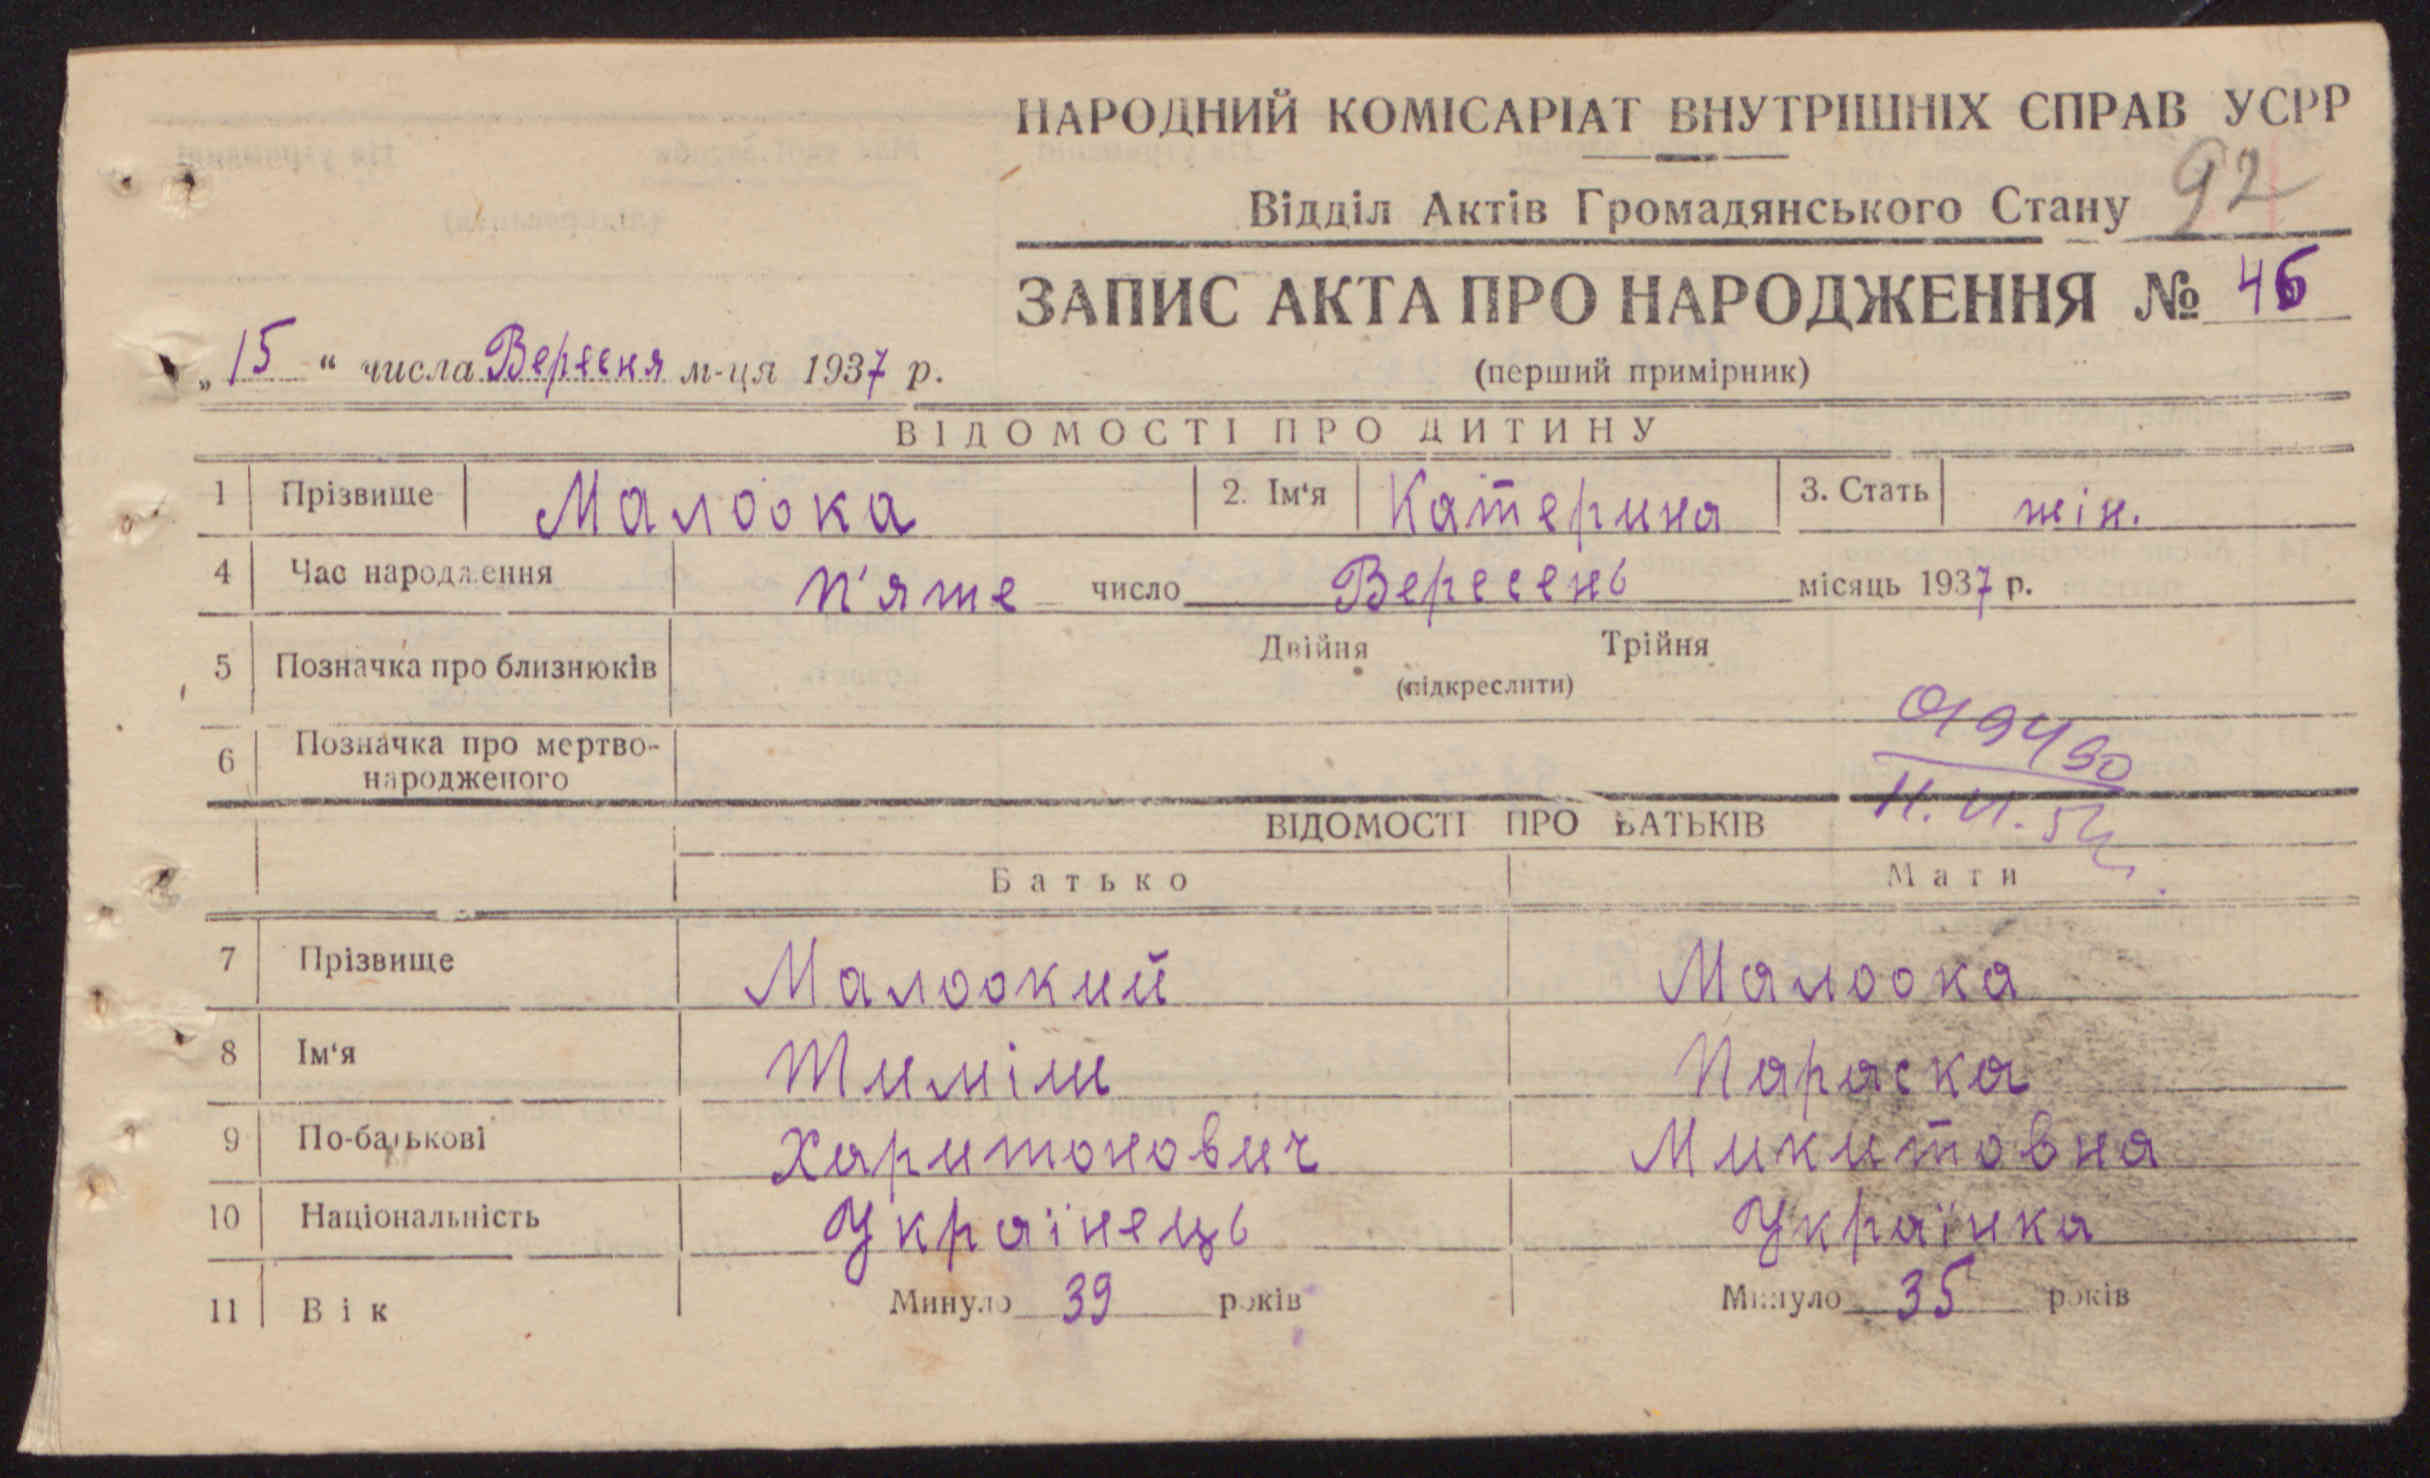 НАРОДНИЙ КОМІСАРІАТ ВНУТРІШНІХ СПРАВ УСРР
Відділ Актів Громадянського Стану 92
ЗАПИС АКТА ПРО НАРОДЖЕННЯ № 46
„15“ числа Вересня м-ця 1937 р.
(перший примірник)
ВІДОМОСТІ ПРО ДИТИНУ
1 Прізвище Малоока 2. Ім‘я Катерина 3. Стать жін.
4 Час народження п'яте число Вересень місяць 1937 р.
5 Позначка про близнюків Двійня Трійня
(підкреслити)
6 Позначка про мертво-
народженого
ВІДОМОСТІ ПРО БАТЬКІВ
Батько Мати
7 Прізвище Малоокий Малоока
8 Ім‘я Тиміш Параска
9 По-батькові Харитонович Микитовна
10 Національність Українець Українка
11 Вік Минуло 39 років Минуло 35 років